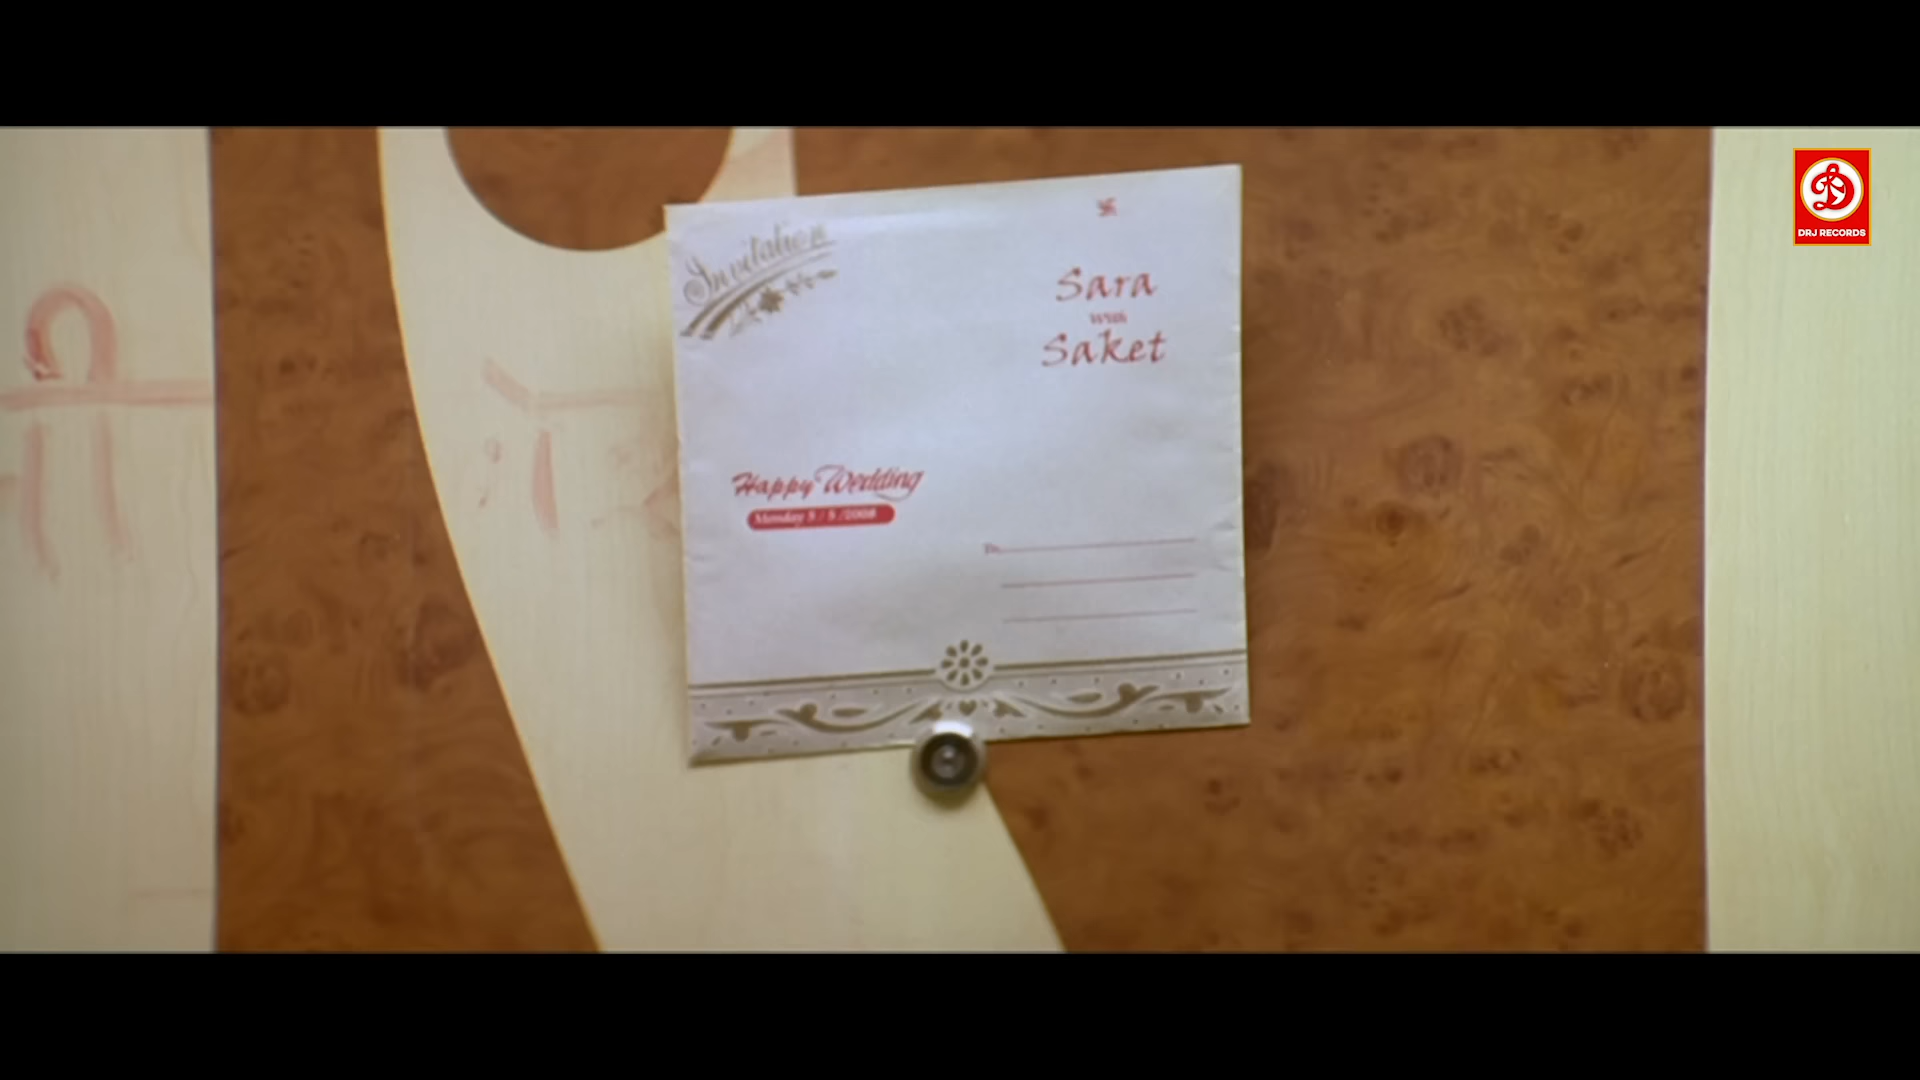 Invitation
Sara
with
Saket
Happy Wedding
Monday 5 / 5 /2008
To
DRJ RECORDS